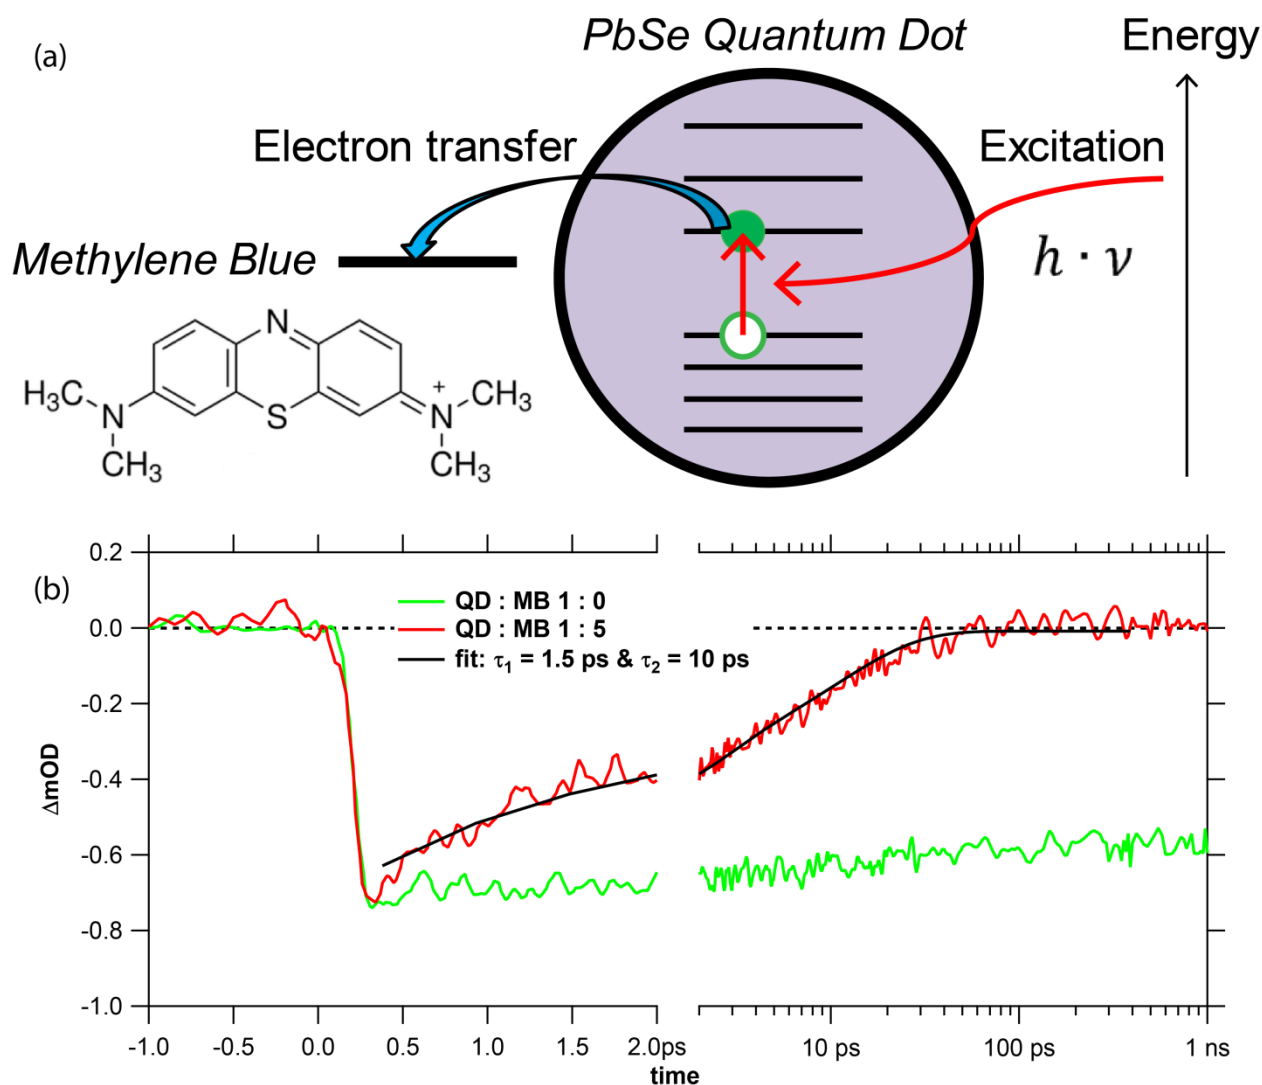 (a)
PbSe Quantum Dot
Energy
Electron transfer
Excitation
Methylene Blue
h · ν
N
H₃C
N
CH₃
S
+
N
CH₃
CH₃
(b)
0.2
0.0
-0.2
-0.4
-0.6
-0.8
-1.0
ΔmOD
QD : MB 1 : 0
QD : MB 1 : 5
fit: τ₁ = 1.5 ps & τ₂ = 10 ps
-1.0 -0.5 0.0 0.5 1.0 1.5 2.0ps 10 ps 100 ps 1 ns
time